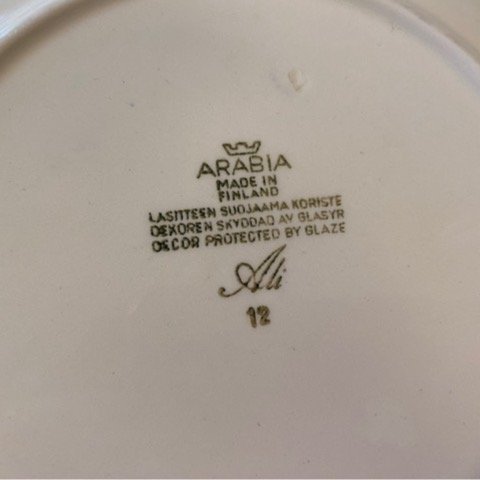 ARABIA
MADE IN
FINLAND
LASITTEEN SUOJAAMA KORISTE
DEKOREN SKYDDAD AV GLASYR
DECOR PROTECTED BY GLAZE
Ali
12